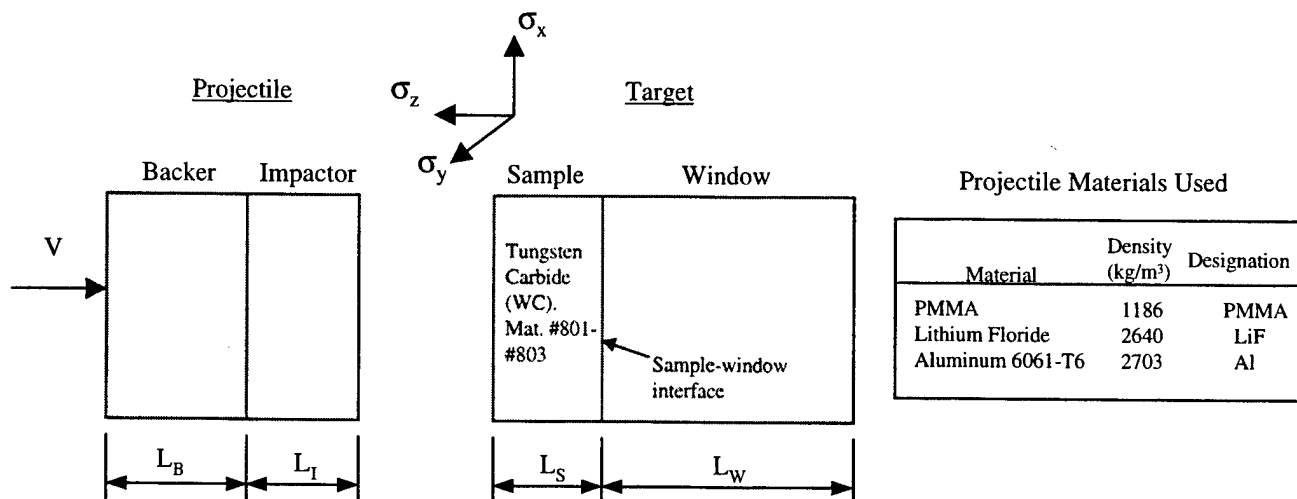 σx
Projectile
σz
Target
σy
Backer
Impactor
Sample
Window
Projectile Materials Used
V
Tungsten
Carbide
(WC).
Mat. #801-
#803
Sample-window
interface
Material Density (kg/m³) Designation
PMMA 1186 PMMA
Lithium Floride 2640 LiF
Aluminum 6061-T6 2703 Al
LB
LI
LS
LW